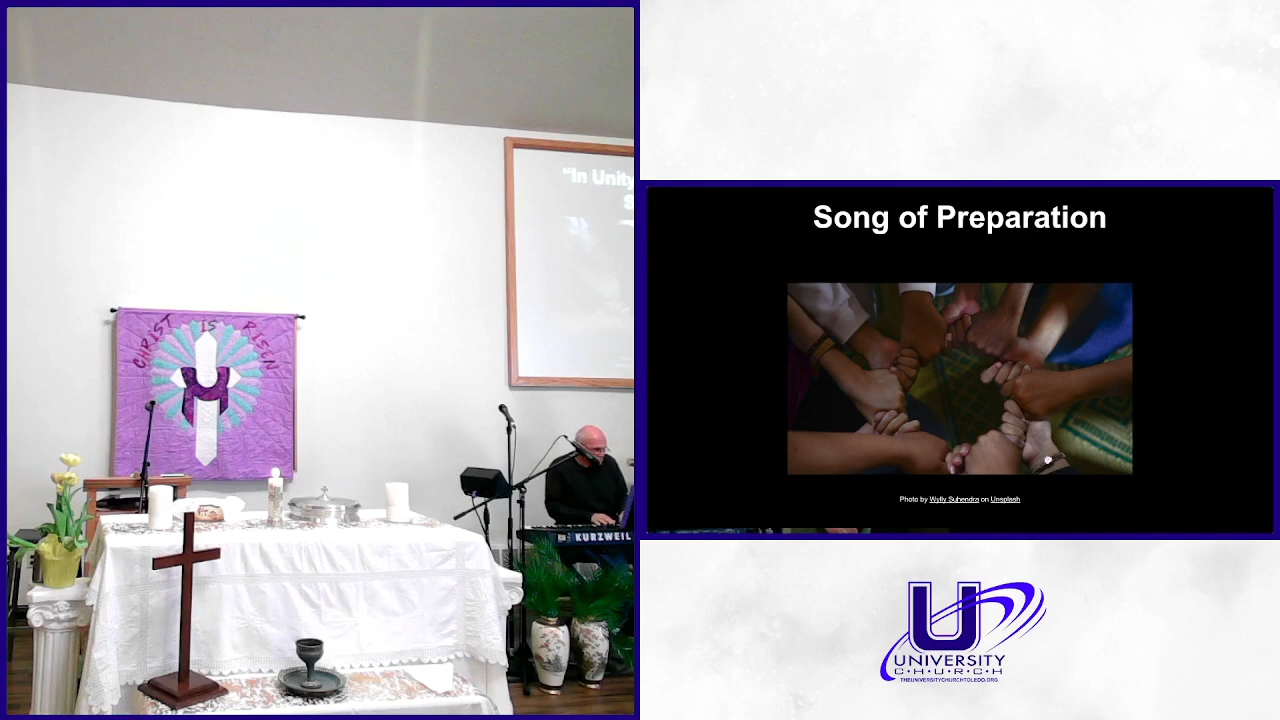 "In Unity
CHRIST IS RISEN
KURZWEIL
Song of Preparation
Photo by Wylly Suhendra on Unsplash
U
UNIVERSITY
C•H•U•R•C•H
THEUNIVERSITYCHURCHTOLEDO.ORG